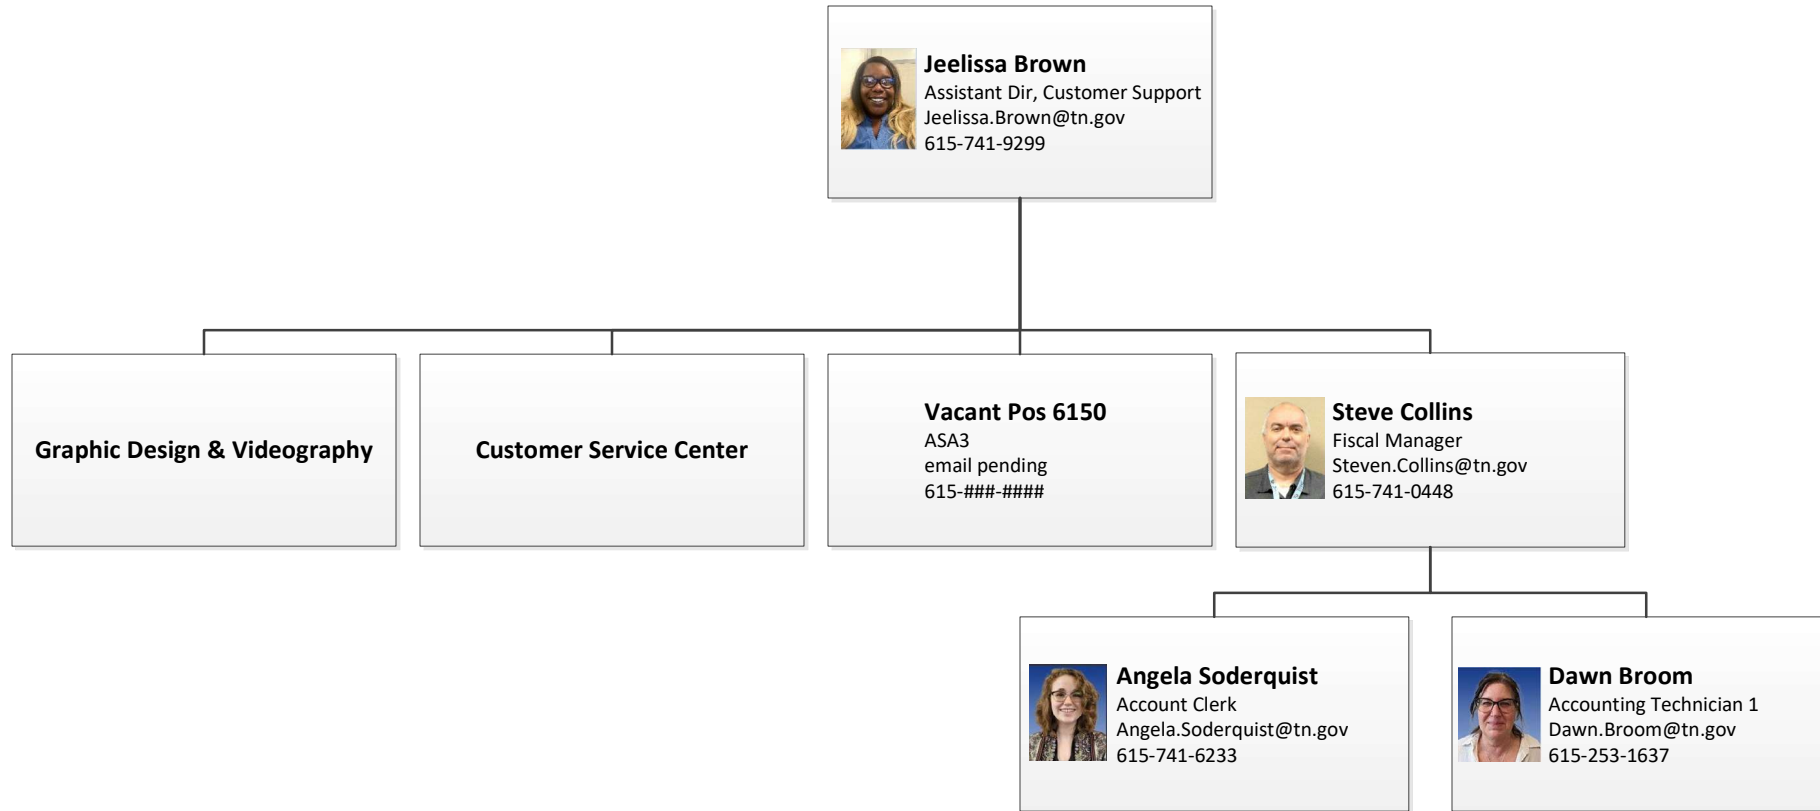 Jeelissa Brown
Assistant Dir, Customer Support
Jeelissa.Brown@tn.gov
615-741-9299
Graphic Design & Videography
Customer Service Center
Vacant Pos 6150
ASA3
email pending
615-###-####
Steve Collins
Fiscal Manager
Steven.Collins@tn.gov
615-741-0448
Angela Soderquist
Account Clerk
Angela.Soderquist@tn.gov
615-741-6233
Dawn Broom
Accounting Technician 1
Dawn.Broom@tn.gov
615-253-1637